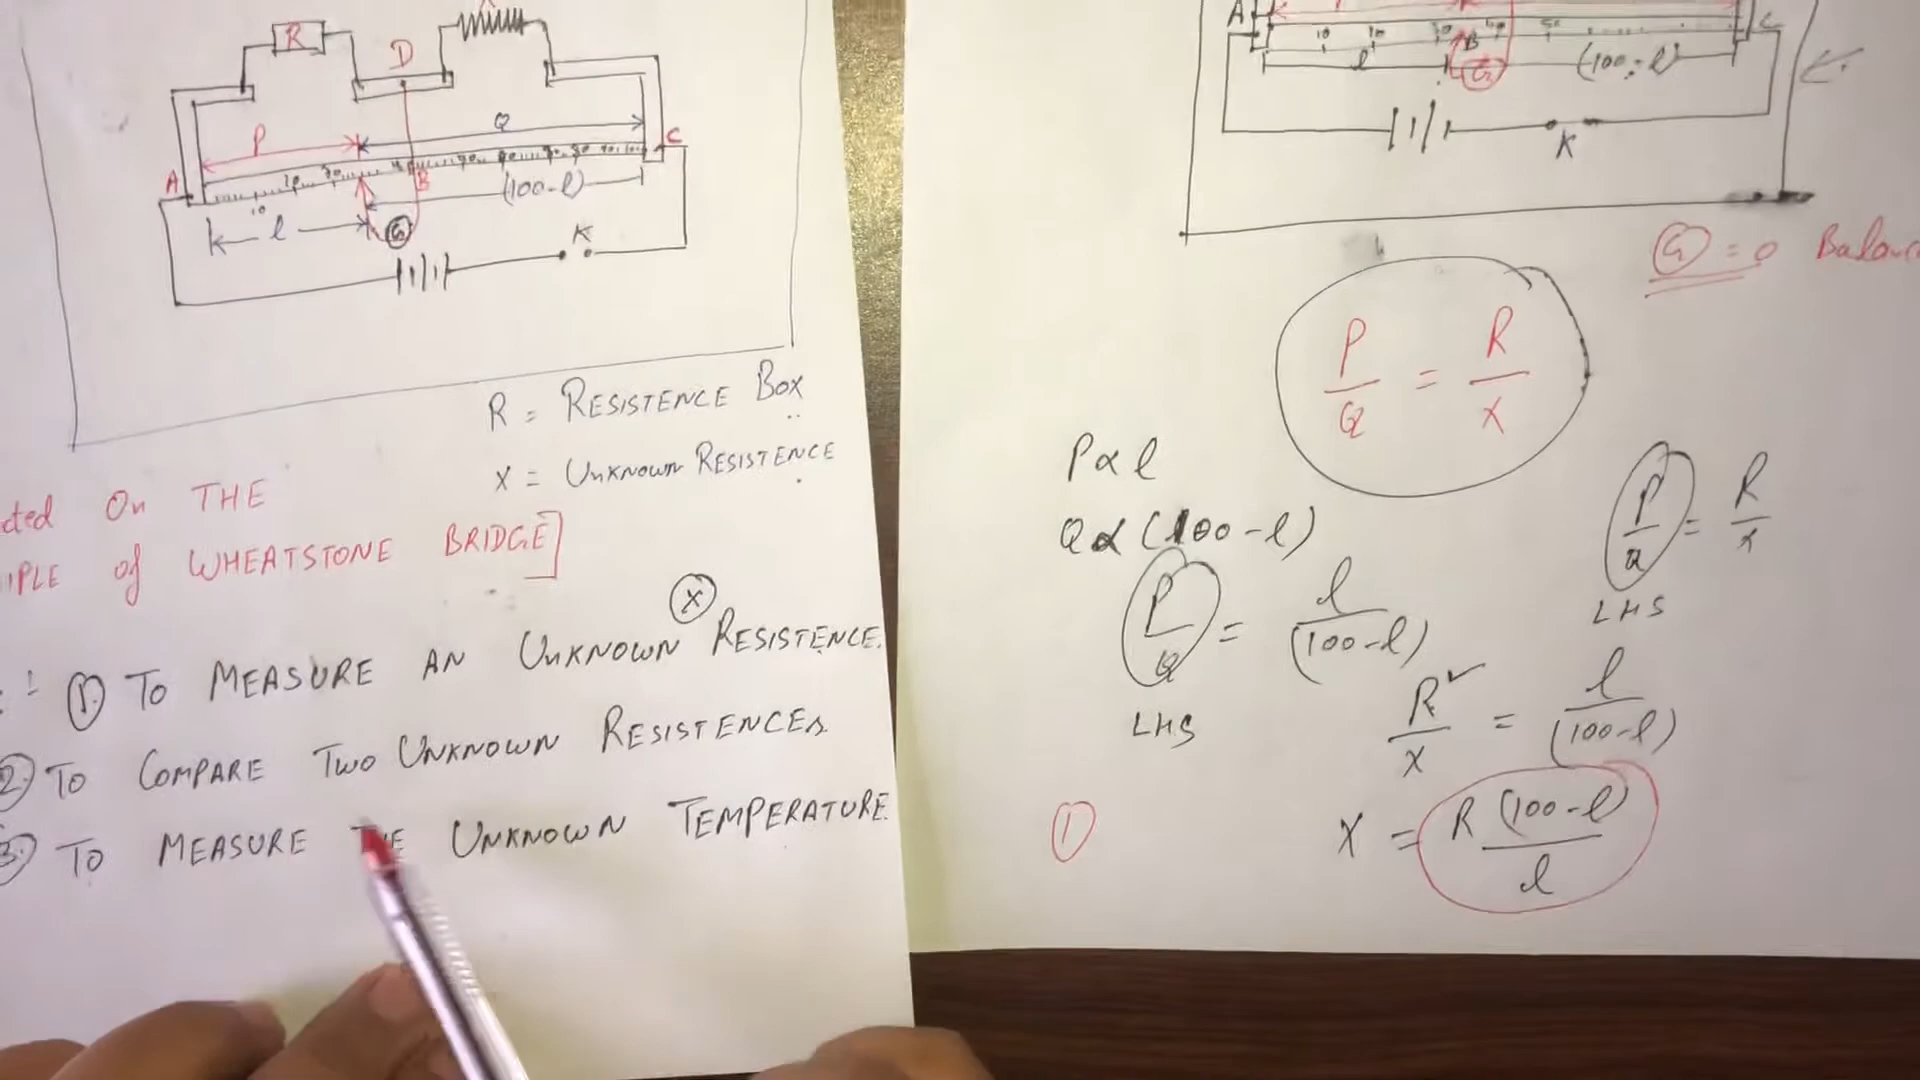 R
D
P
Q
A
B
C
l
(100-l)
G
K
R = RESISTENCE BOX
X = UNKNOWN RESISTENCE
cted On THE
IPLE of WHEATSTONE BRIDGE]
X
① TO MEASURE AN UNKNOWN RESISTENCE.
② TO COMPARE TWO UNKNOWN RESISTENCES
③ TO MEASURE THE UNKNOWN TEMPERATURE.
A
C
B
l
G
(100-l)
K
G = 0 Balanc
P/Q = R/X
P ∝ l
Q ∝ (100-l)
P/Q = l/(100-l)
LHS
P/Q = R/X
LHS
R/X = l/(100-l)
① X = R(100-l)/l